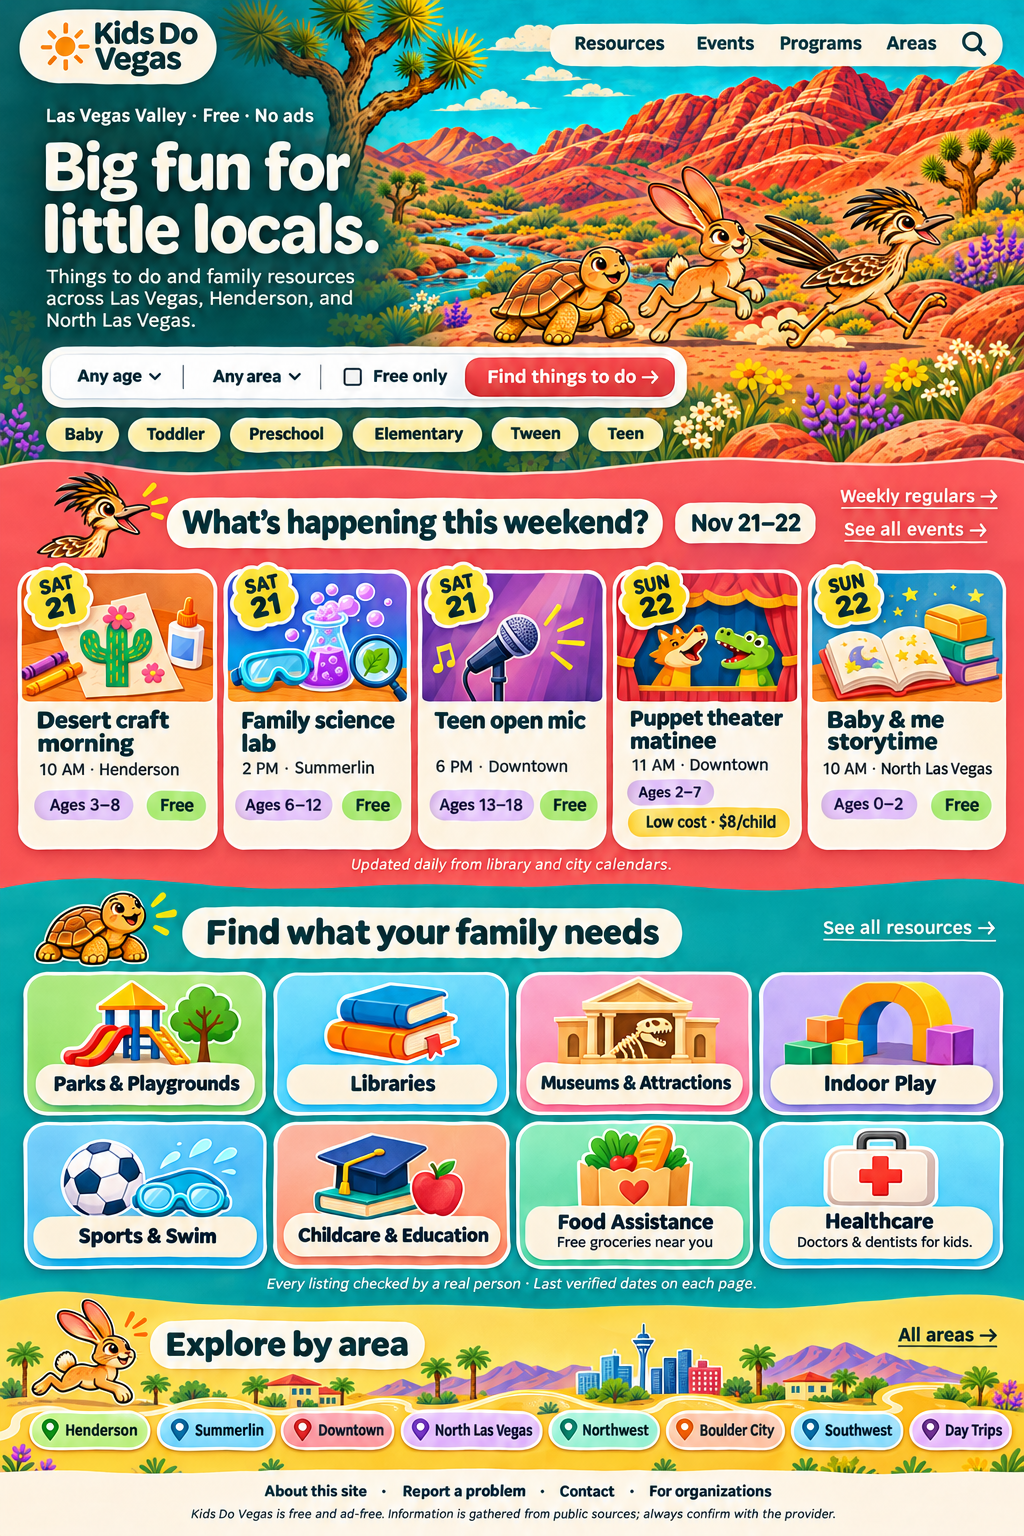 Kids Do
Vegas
Resources
Events
Programs
Areas
Las Vegas Valley · Free · No ads
Big fun for
little locals.
Things to do and family resources
across Las Vegas, Henderson, and
North Las Vegas.
Any age
Any area
Free only
Find things to do →
Baby
Toddler
Preschool
Elementary
Tween
Teen
What's happening this weekend?
Nov 21–22
Weekly regulars →
See all events →
SAT
21
Desert craft
morning
10 AM · Henderson
Ages 3–8
Free
SAT
21
Family science
lab
2 PM · Summerlin
Ages 6–12
Free
SAT
21
Teen open mic
6 PM · Downtown
Ages 13–18
Free
SUN
22
Puppet theater
matinee
11 AM · Downtown
Ages 2–7
Low cost · $8/child
SUN
22
Baby & me
storytime
10 AM · North Las Vegas
Ages 0–2
Free
Updated daily from library and city calendars.
Find what your family needs
See all resources →
Parks & Playgrounds
Libraries
Museums & Attractions
Indoor Play
Sports & Swim
Childcare & Education
Food Assistance
Free groceries near you
Healthcare
Doctors & dentists for kids.
Every listing checked by a real person · Last verified dates on each page.
Explore by area
All areas →
Henderson
Summerlin
Downtown
North Las Vegas
Northwest
Boulder City
Southwest
Day Trips
About this site · Report a problem · Contact · For organizations
Kids Do Vegas is free and ad-free. Information is gathered from public sources; always confirm with the provider.